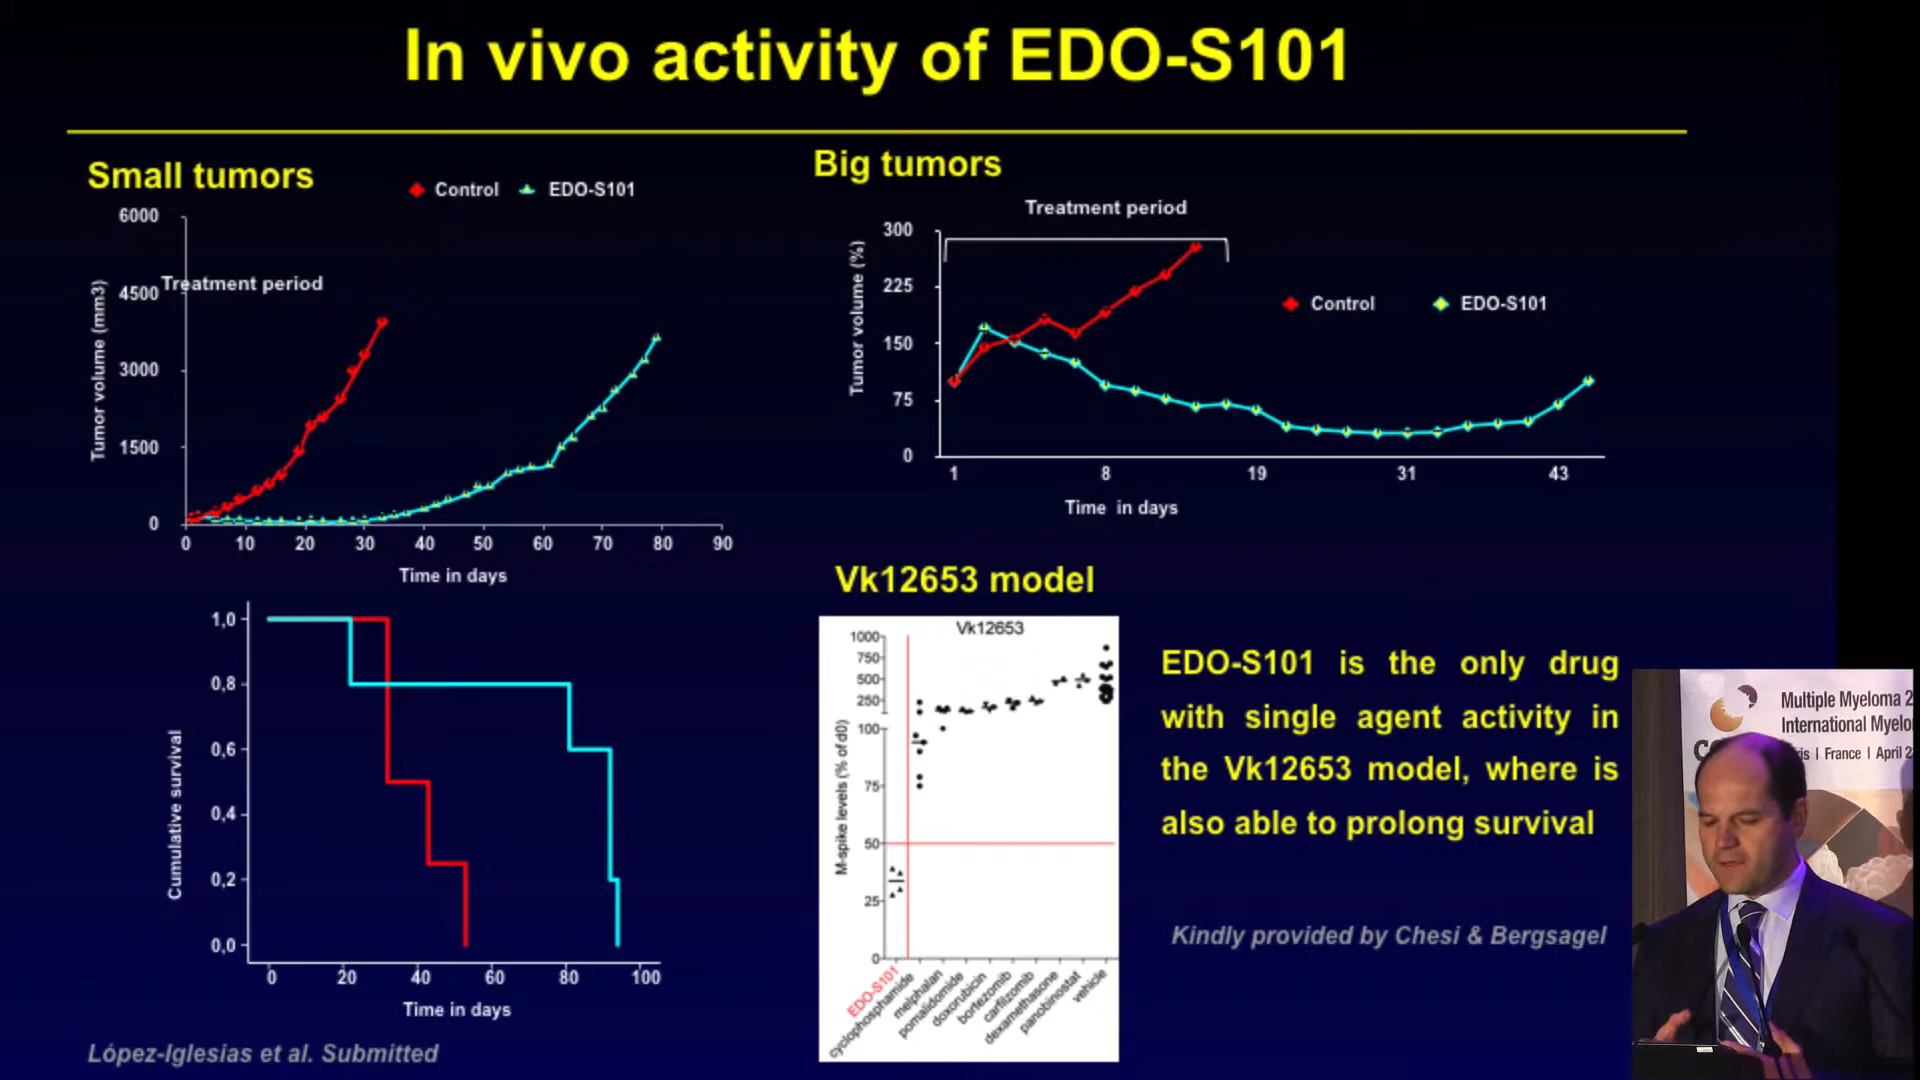 In vivo activity of EDO-S101
Small tumors
Control
EDO-S101
6000
4500
3000
1500
0
Treatment period
Tumor volume (mm3)
0 10 20 30 40 50 60 70 80 90
Time in days
Big tumors
Treatment period
300
225
150
75
0
Tumor volume (%)
Control
EDO-S101
1 8 19 31 43
Time in days
1,0
0,8
0,6
0,4
0,2
0,0
Cumulative survival
0 20 40 60 80 100
Time in days
López-Iglesias et al. Submitted
Vk12653 model
Vk12653
1000
750
500
250
100
75
50
25
0
M-spike levels (% of d0)
EDO-S101
cyclophosphamide
melphalan
pomalidomide
doxorubicin
bortezomib
carfilzomib
dexamethasone
panobinostat
vehicle
EDO-S101 is the only drug
with single agent activity in
the Vk12653 model, where is
also able to prolong survival
Kindly provided by Chesi & Bergsagel
Multiple Myeloma 2
International Myelo
France | April 2